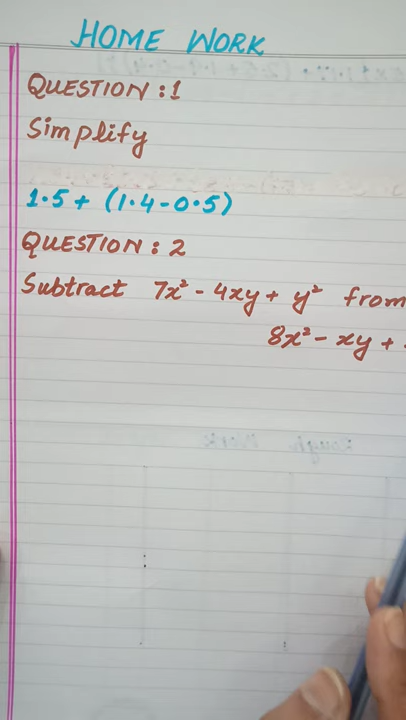 HOME WORK
QUESTION : 1
Simplify
1.5 + (1.4 - 0.5)
QUESTION : 2
Subtract 7x² - 4xy + y² from
8x² - xy +